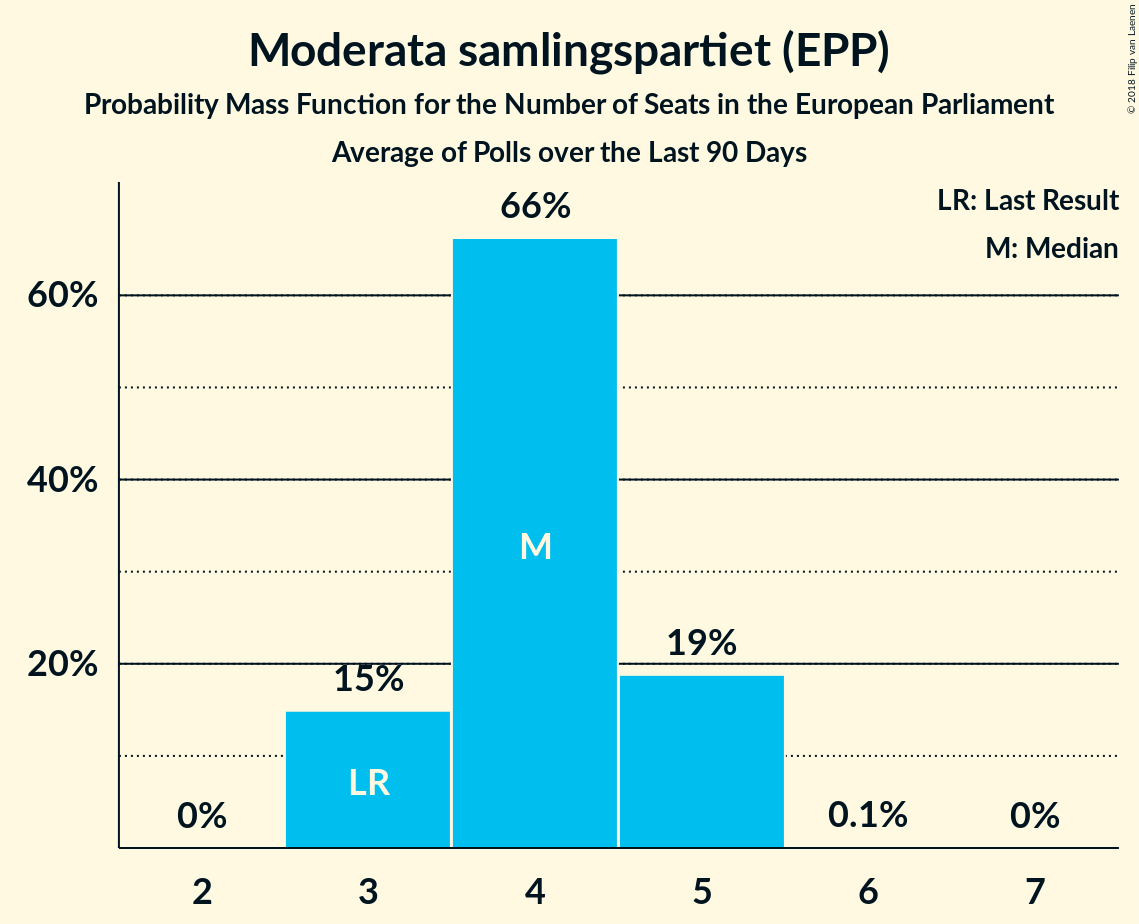 Moderata samlingspartiet (EPP)
Probability Mass Function for the Number of Seats in the European Parliament
Average of Polls over the Last 90 Days
© 2018 Filip van Laenen
LR: Last Result
M: Median
66%
60%
40%
M
20%
19%
15%
LR
0%
0.1%
0%
2 3 4 5 6 7